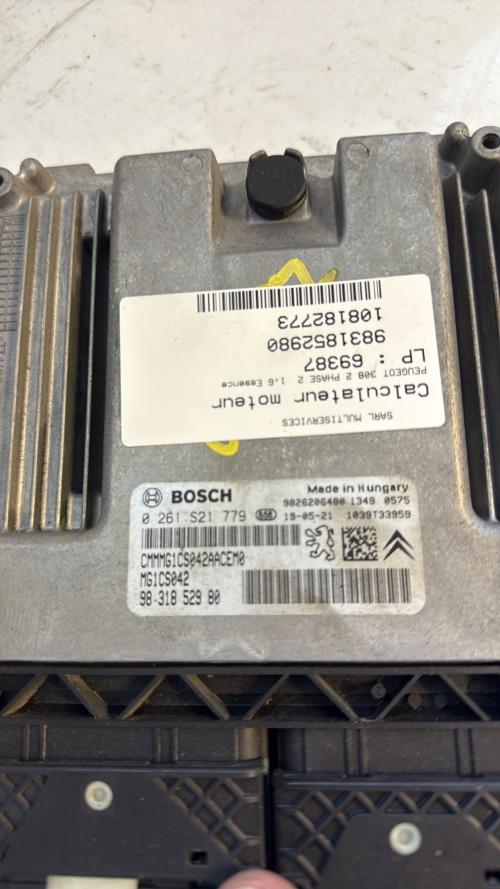 SARL MULTISERVICES
Calculateur moteur
PEUGEOT 308 2 PHASE 2 1.6 Essence
LP : 69387
9831852980
108182773
BOSCH
Made in Hungary
9826206480 1349 0575
0 261 S21 779 658 19-05-21 1039T33959
CMMMG1CS042AACEM0
MG1CS042
98 318 529 80